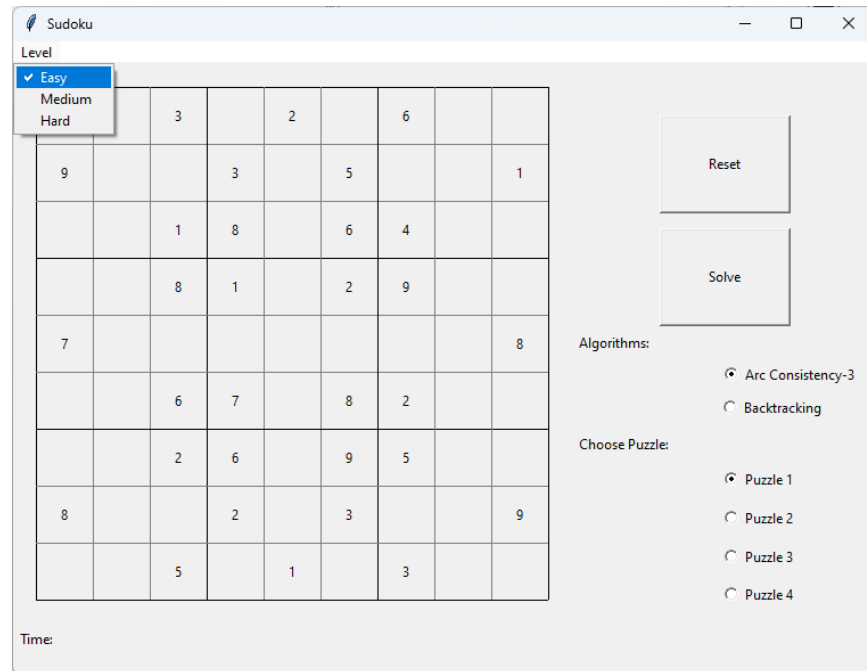 Sudoku
Level
Easy
Medium
Hard
3 2 6
9 3 5 1
1 8 6 4
8 1 2 9
7 8
6 7 8 2
2 6 9 5
8 2 3 9
5 1 3
Reset
Solve
Algorithms:
Arc Consistency-3
Backtracking
Choose Puzzle:
Puzzle 1
Puzzle 2
Puzzle 3
Puzzle 4
Time: